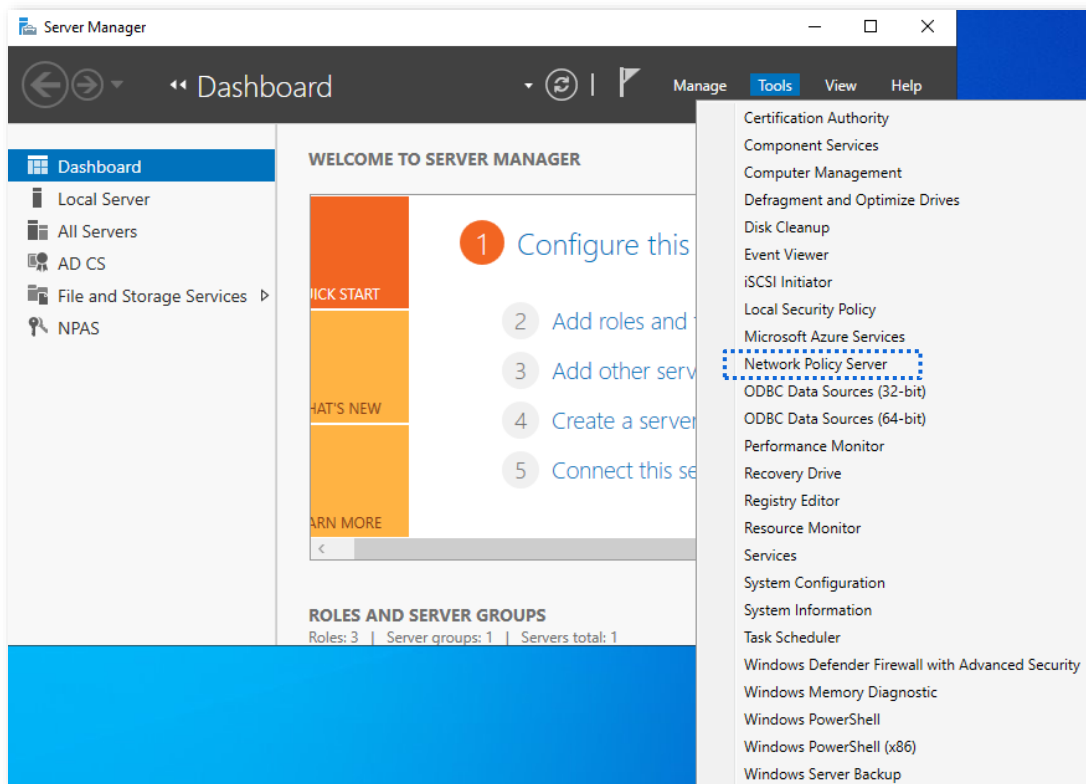 Server Manager
Dashboard
Manage Tools View Help
Dashboard
Local Server
All Servers
AD CS
File and Storage Services
NPAS
WELCOME TO SERVER MANAGER
UICK START
HAT'S NEW
ARN MORE
1 Configure this
2 Add roles and
3 Add other serv
4 Create a server
5 Connect this se
ROLES AND SERVER GROUPS
Roles: 3 | Server groups: 1 | Servers total: 1
Certification Authority
Component Services
Computer Management
Defragment and Optimize Drives
Disk Cleanup
Event Viewer
iSCSI Initiator
Local Security Policy
Microsoft Azure Services
Network Policy Server
ODBC Data Sources (32-bit)
ODBC Data Sources (64-bit)
Performance Monitor
Recovery Drive
Registry Editor
Resource Monitor
Services
System Configuration
System Information
Task Scheduler
Windows Defender Firewall with Advanced Security
Windows Memory Diagnostic
Windows PowerShell
Windows PowerShell (x86)
Windows Server Backup